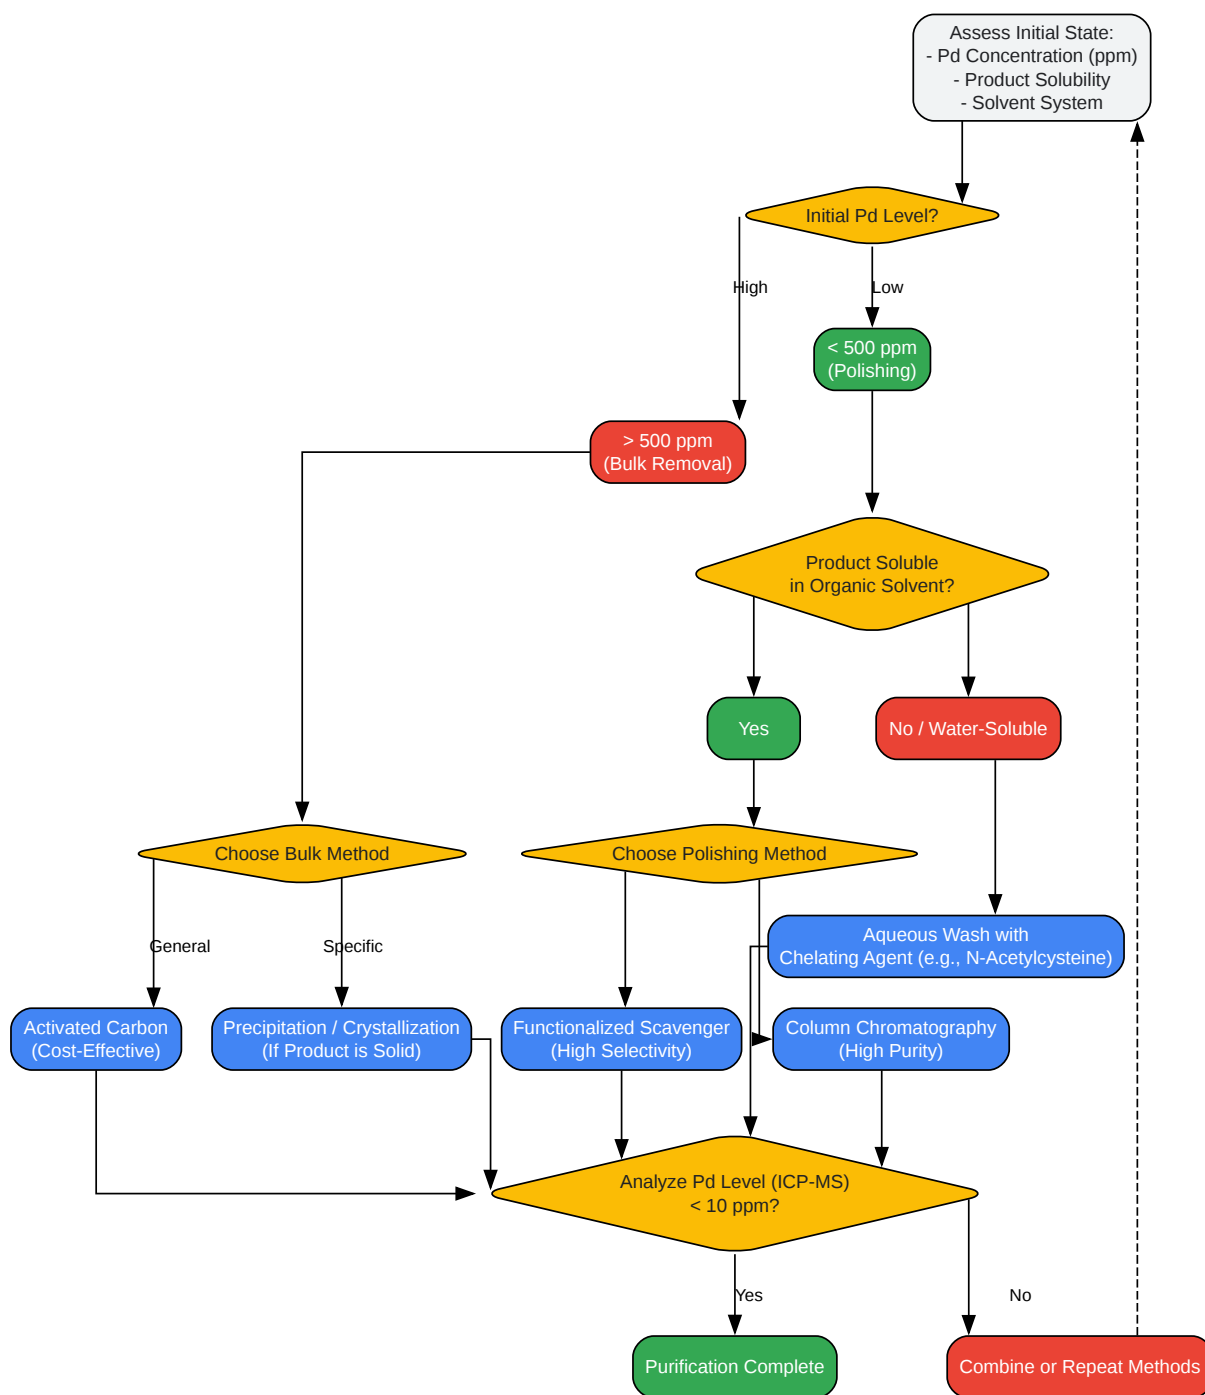 Assess Initial State:
- Pd Concentration (ppm)
- Product Solubility
- Solvent System
Initial Pd Level?
High
Low
< 500 ppm
(Polishing)
> 500 ppm
(Bulk Removal)
Product Soluble
in Organic Solvent?
Yes
No / Water-Soluble
Choose Bulk Method
Choose Polishing Method
General
Specific
Aqueous Wash with
Chelating Agent (e.g., N-Acetylcysteine)
Activated Carbon
(Cost-Effective)
Precipitation / Crystallization
(If Product is Solid)
Functionalized Scavenger
(High Selectivity)
Column Chromatography
(High Purity)
Analyze Pd Level (ICP-MS)
< 10 ppm?
Yes
No
Purification Complete
Combine or Repeat Methods